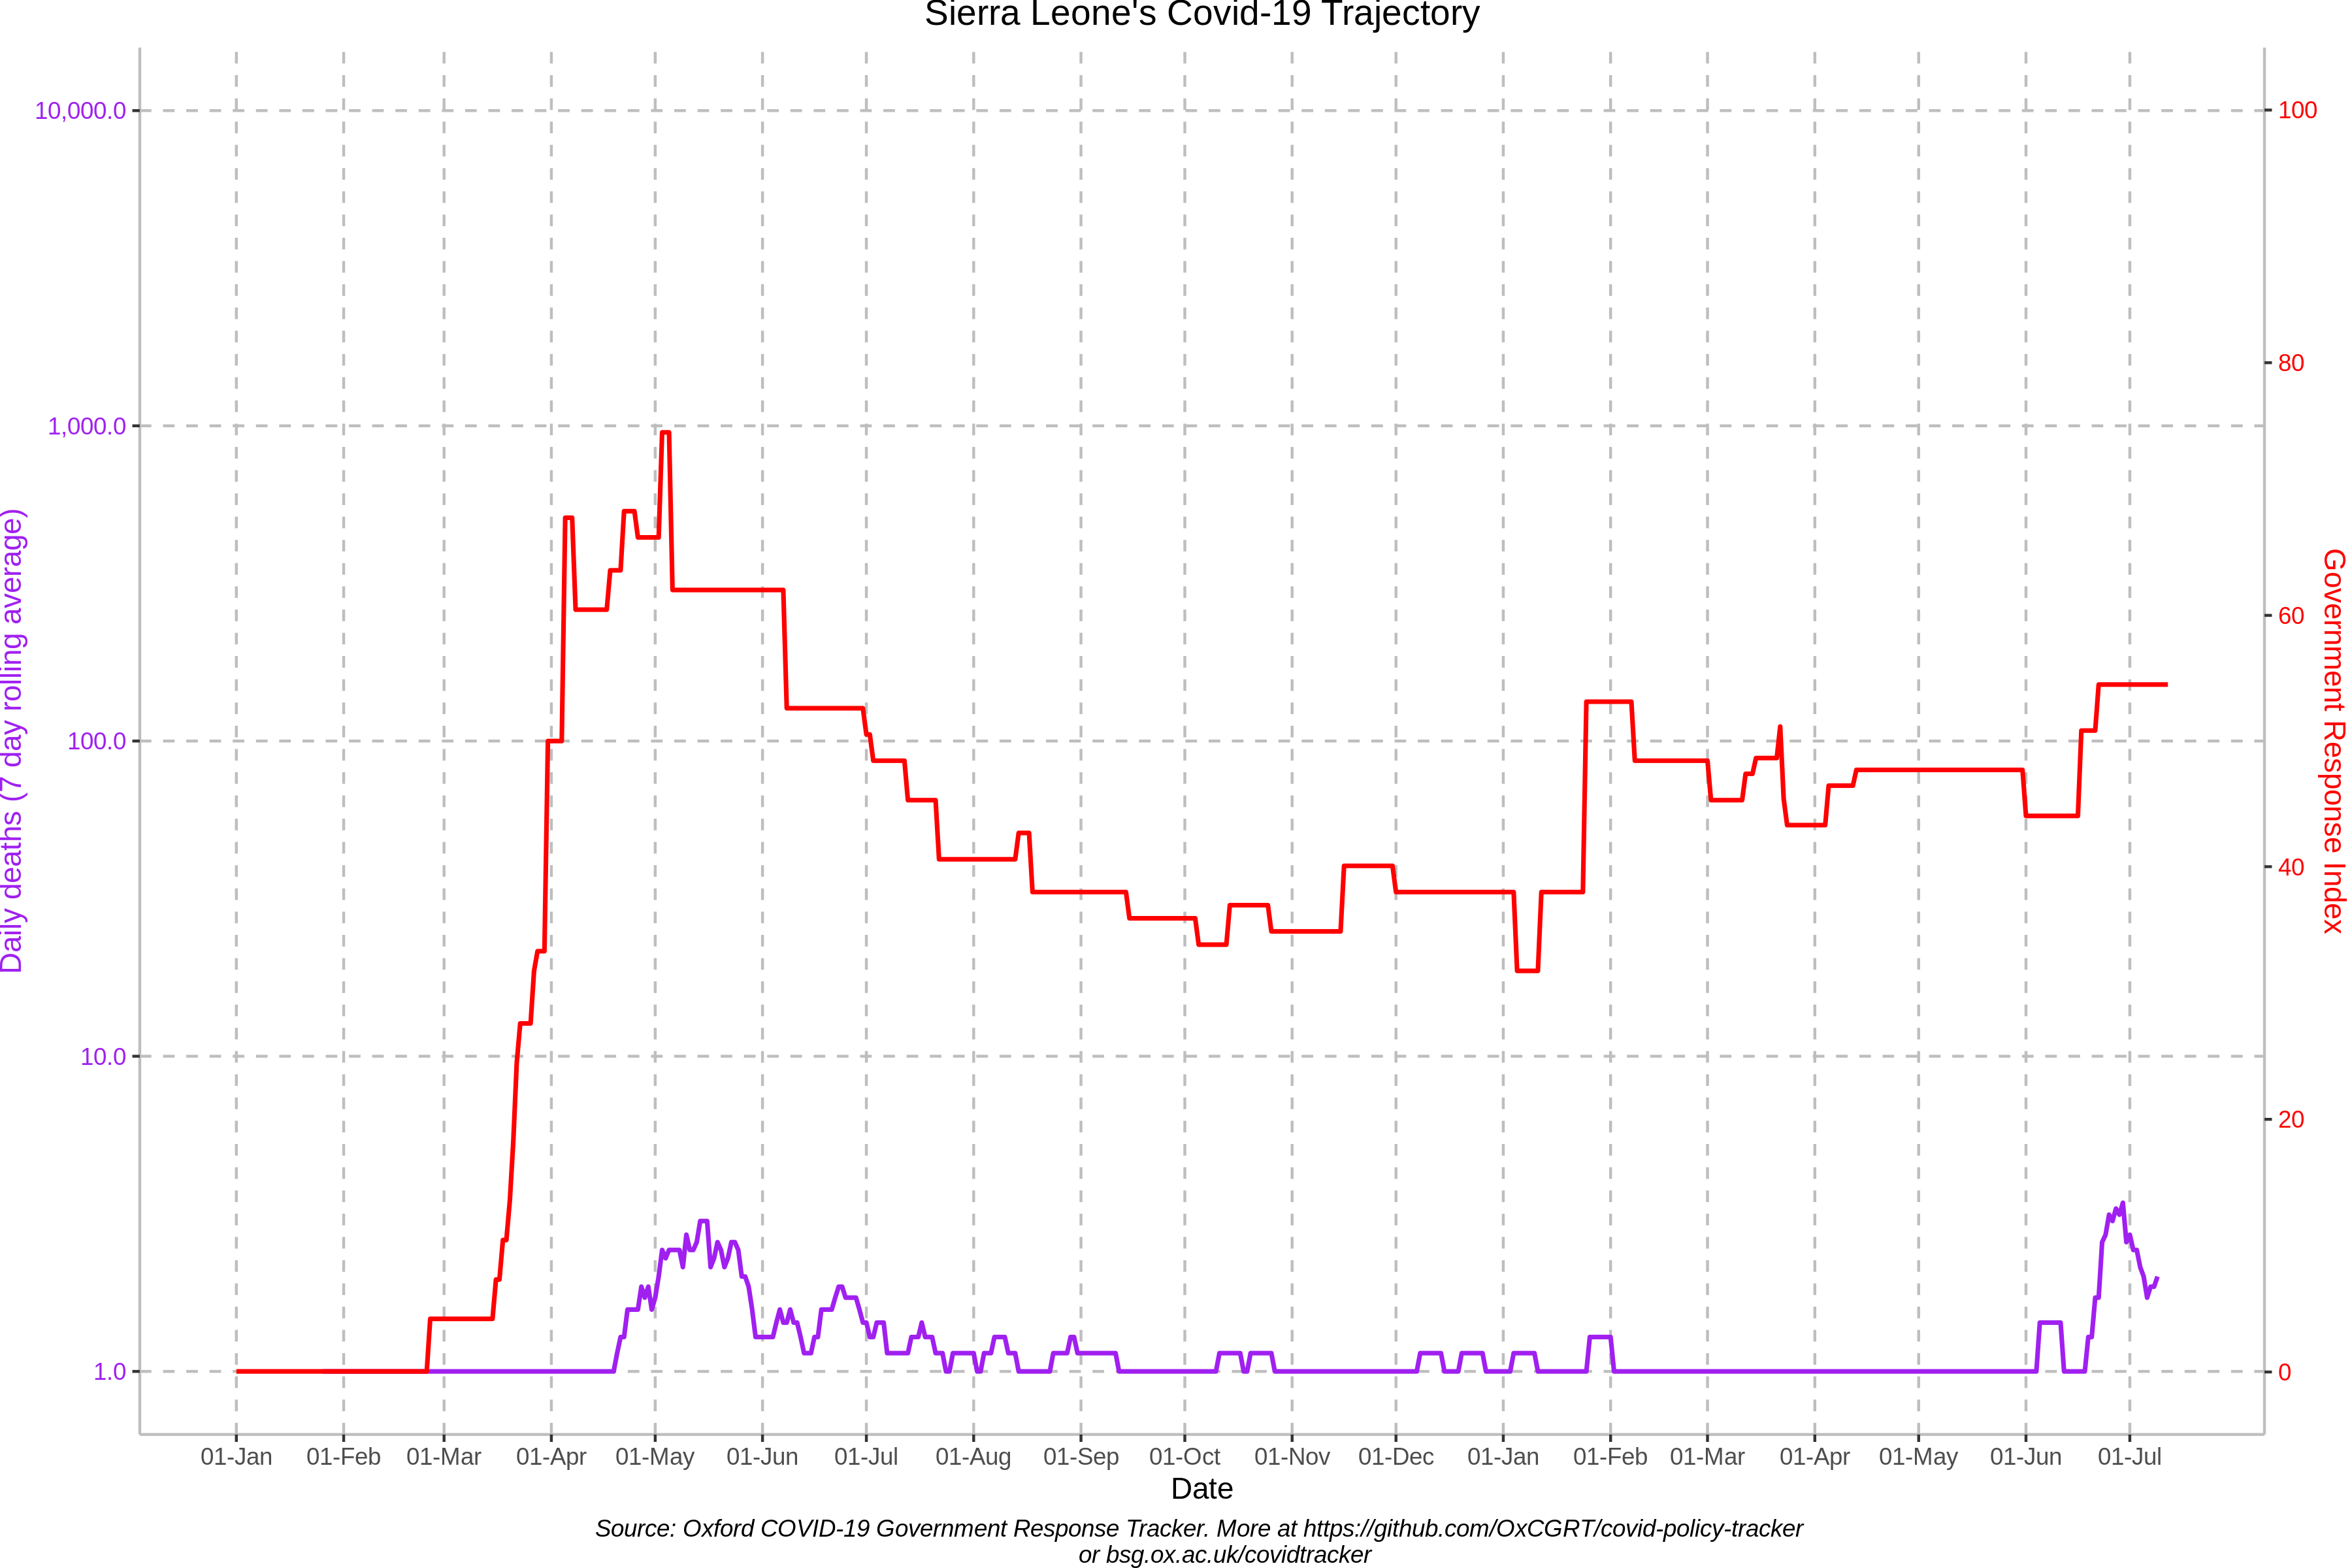 Sierra Leone's Covid-19 Trajectory
10,000.0
1,000.0
100.0
10.0
1.0
Daily deaths (7 day rolling average)
100
80
60
40
20
0
Government Response Index
01-Jan 01-Feb 01-Mar 01-Apr 01-May 01-Jun 01-Jul 01-Aug 01-Sep 01-Oct 01-Nov 01-Dec 01-Jan 01-Feb 01-Mar 01-Apr 01-May 01-Jun 01-Jul
Date
Source: Oxford COVID-19 Government Response Tracker. More at https://github.com/OxCGRT/covid-policy-tracker
or bsg.ox.ac.uk/covidtracker